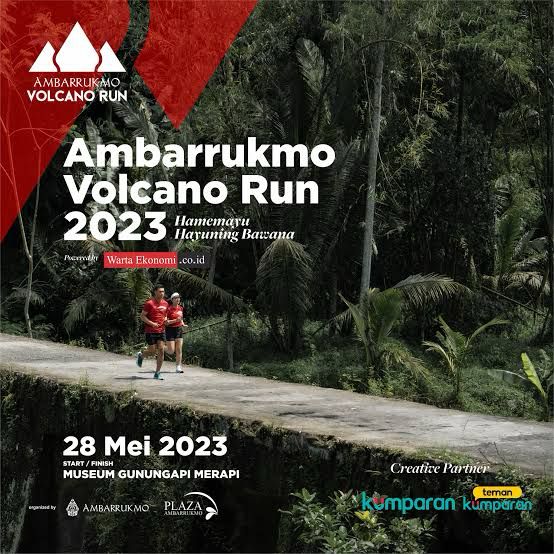 AMBARRUKMO
VOLCANO RUN
Ambarrukmo
Volcano Run
2023 Hamemayu
Hayuning Bawana
Powered by Warta Ekonomi .co.id
28 Mei 2023
START / FINISH
MUSEUM GUNUNGAPI MERAPI
Creative Partner
organized by AMBARRUKMO PLAZA
AMBARRUKMO
kumparan teman
kumparan